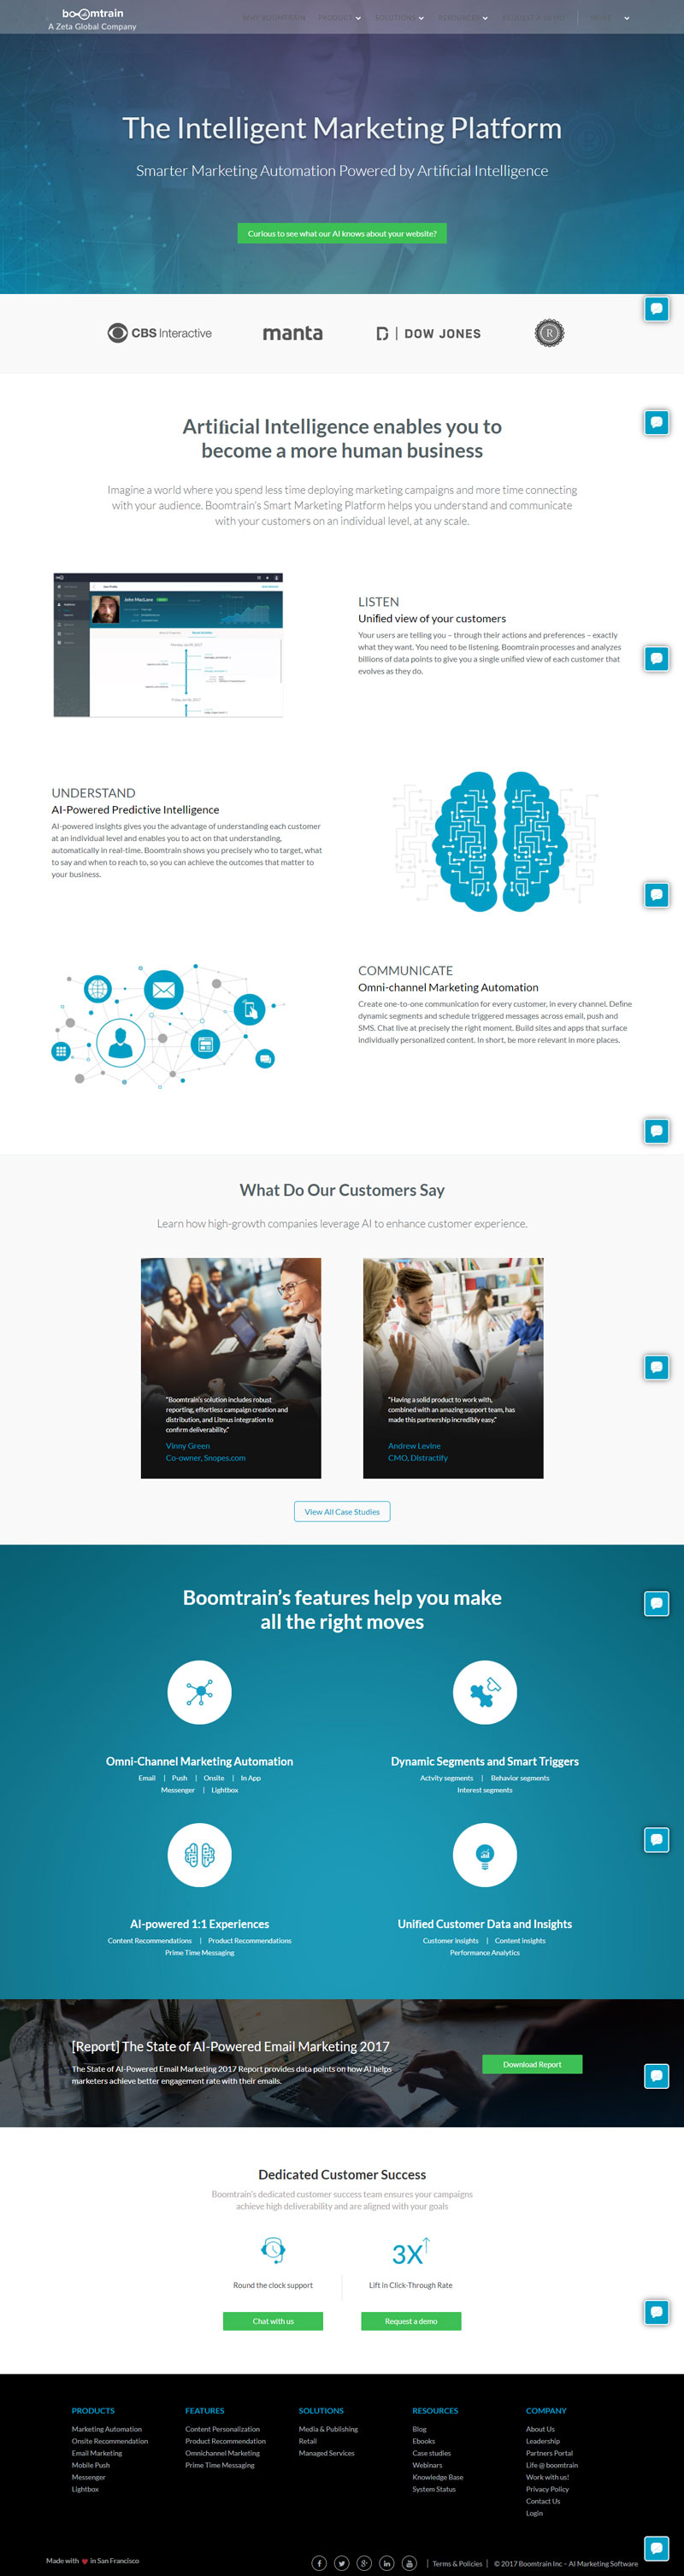 boomtrain
A Zeta Global Company
WHY BOOMTRAIN PRODUCT SOLUTIONS RESOURCES REQUEST A DEMO
The Intelligent Marketing Platform
Smarter Marketing Automation Powered by Artificial Intelligence
Curious to see what our AI knows about your website?
CBS Interactive
manta
DOW JONES
R
Artificial Intelligence enables you to
become a more human business
Imagine a world where you spend less time deploying marketing campaigns and more time connecting
with your audience. Boomtrain's Smart Marketing Platform helps you understand and communicate
with your customers on an individual level, at any scale.
John MacLane
LISTEN
Unified view of your customers
Your users are telling you – through their actions and preferences – exactly
what they want. You need to be listening. Boomtrain processes and analyzes
billions of data points to give you a single unified view of each customer that
evolves as they do.
UNDERSTAND
AI-Powered Predictive Intelligence
AI-powered insights gives you the advantage of understanding each customer
at an individual level and enables you to act on that understanding,
automatically in real-time. Boomtrain shows you precisely who to target, what
to say and when to reach to, so you can achieve the outcomes that matter to
your business.
COMMUNICATE
Omni-channel Marketing Automation
Create one-to-one communication for every customer, in every channel. Define
dynamic segments and schedule triggered messages across email, push and
SMS. Chat live at precisely the right moment. Build sites and apps that surface
individually personalized content. In short, be more relevant in more places.
What Do Our Customers Say
Learn how high-growth companies leverage AI to enhance customer experience.
"Boomtrain's solution includes robust
reporting, effortless campaign creation and
distribution, and Litmus integration to
confirm deliverability."
Vinny Green
Co-owner, Snopes.com
"Having a solid product to work with,
combined with an amazing support team, has
made this partnership incredibly easy."
Andrew Levine
CMO, Distractify
View All Case Studies
Boomtrain's features help you make
all the right moves
Omni-Channel Marketing Automation
Email | Push | Onsite | In App
Messenger | Lightbox
Dynamic Segments and Smart Triggers
Actvity segments | Behavior segments
Interest segments
AI-powered 1:1 Experiences
Content Recommendations | Product Recommendations
Prime Time Messaging
Unified Customer Data and Insights
Customer insights | Content insights
Performance Analytics
[Report] The State of AI-Powered Email Marketing 2017
The State of AI-Powered Email Marketing 2017 Report provides data points on how AI helps
marketers achieve better engagement rate with their emails.
Download Report
Dedicated Customer Success
Boomtrain's dedicated customer success team ensures your campaigns
achieve high deliverability and are aligned with your goals
3X↑
Round the clock support
Lift in Click-Through Rate
Chat with us
Request a demo
PRODUCTS
Marketing Automation
Onsite Recommendation
Email Marketing
Mobile Push
Messenger
Lightbox
FEATURES
Content Personalization
Product Recommendation
Omnichannel Marketing
Prime Time Messaging
SOLUTIONS
Media & Publishing
Retail
Managed Services
RESOURCES
Blog
Ebooks
Case studies
Webinars
Knowledge Base
System Status
COMPANY
About Us
Leadership
Partners Portal
Life @ boomtrain
Work with us!
Privacy Policy
Contact Us
Login
Made with ♥ in San Francisco
| Terms & Policies | © 2017 Boomtrain Inc – AI Marketing Software